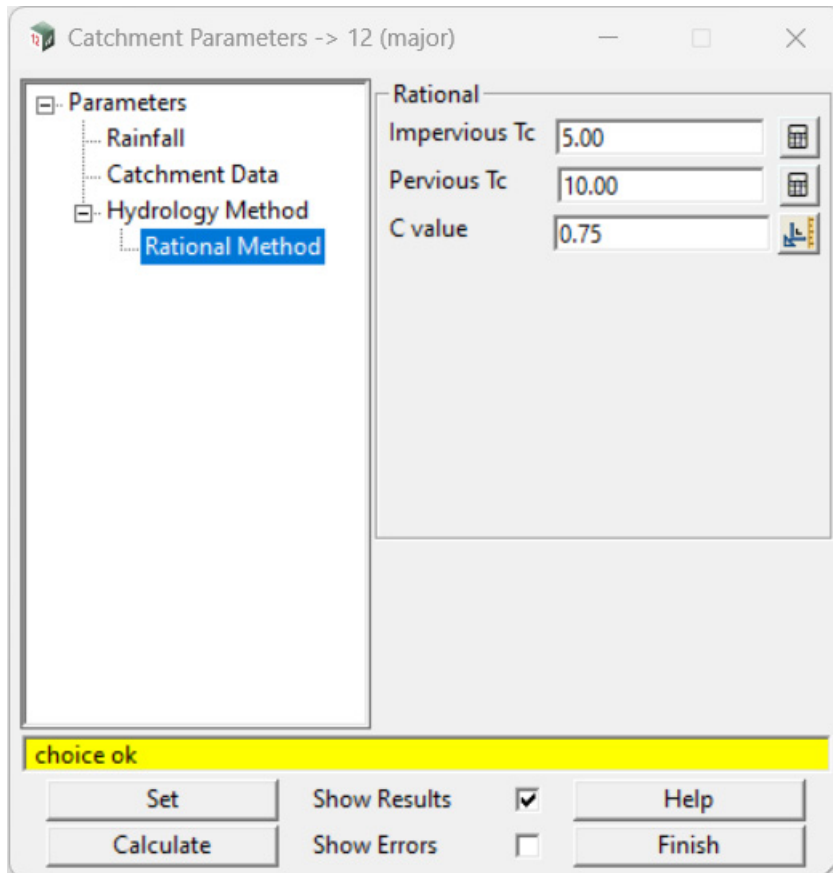 Catchment Parameters -> 12 (major)
Parameters
Rainfall
Catchment Data
Hydrology Method
Rational Method
Rational
Impervious Tc 5.00
Pervious Tc 10.00
C value 0.75
choice ok
Set Show Results Help
Calculate Show Errors Finish